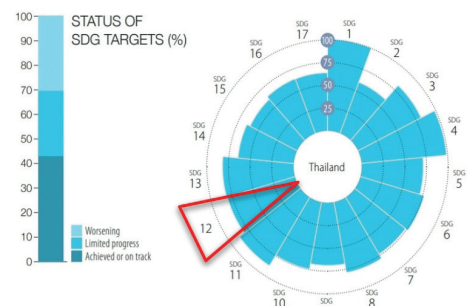 STATUS OF
SDG TARGETS (%)
100
90
80
70
60
50
40
30
20
10
0
Worsening
Limited progress
Achieved or on track
Thailand
100
75
50
25
SDG
1
SDG
2
SDG
3
SDG
4
SDG
5
SDG
6
SDG
7
SDG
8
SDG
SDG
10
SDG
11
12
SDG
13
SDG
14
SDG
15
SDG
16
SDG
17